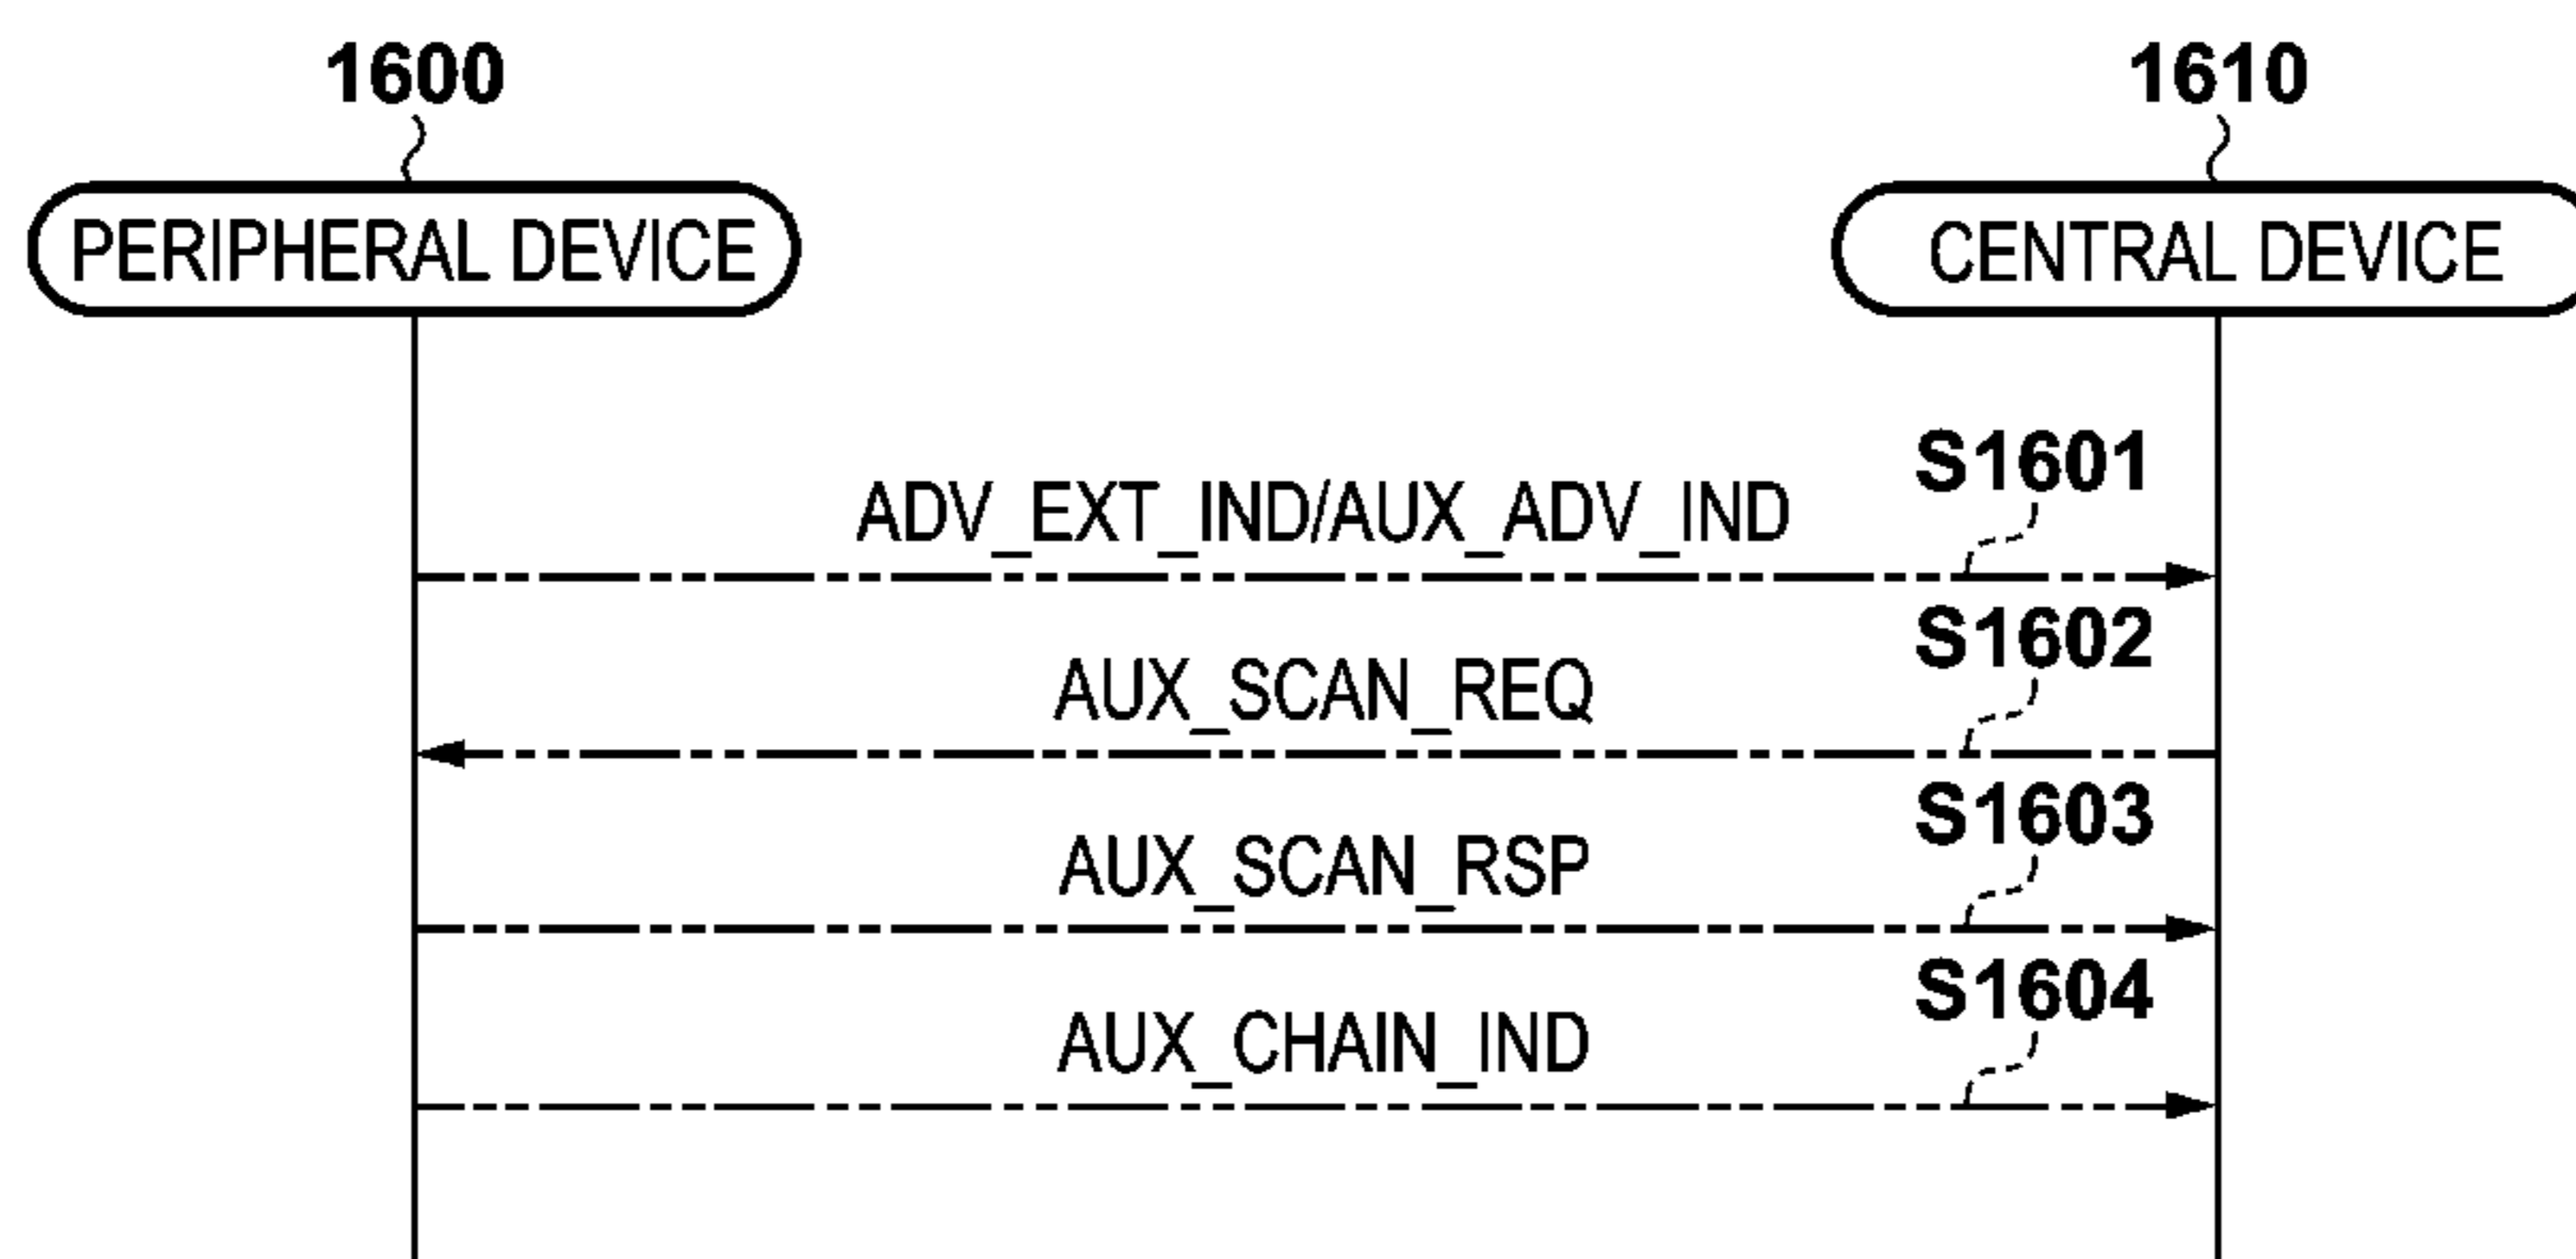 1600
1610
PERIPHERAL DEVICE
CENTRAL DEVICE
S1601
ADV_EXT_IND/AUX_ADV_IND
S1602
AUX_SCAN_REQ
S1603
AUX_SCAN_RSP
S1604
AUX_CHAIN_IND